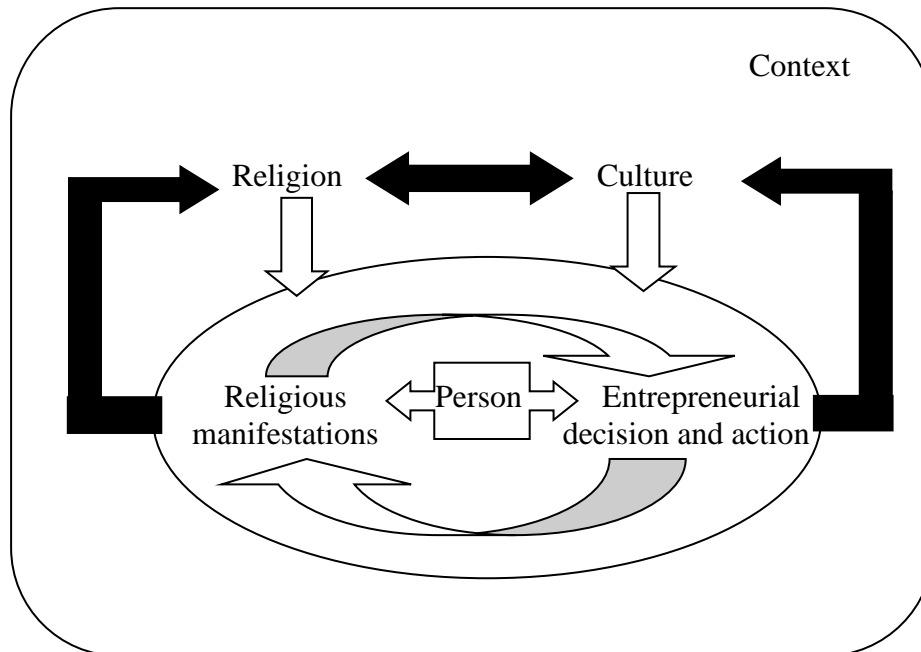 Context
Religion
Culture
Religious
manifestations
Person
Entrepreneurial
decision and action